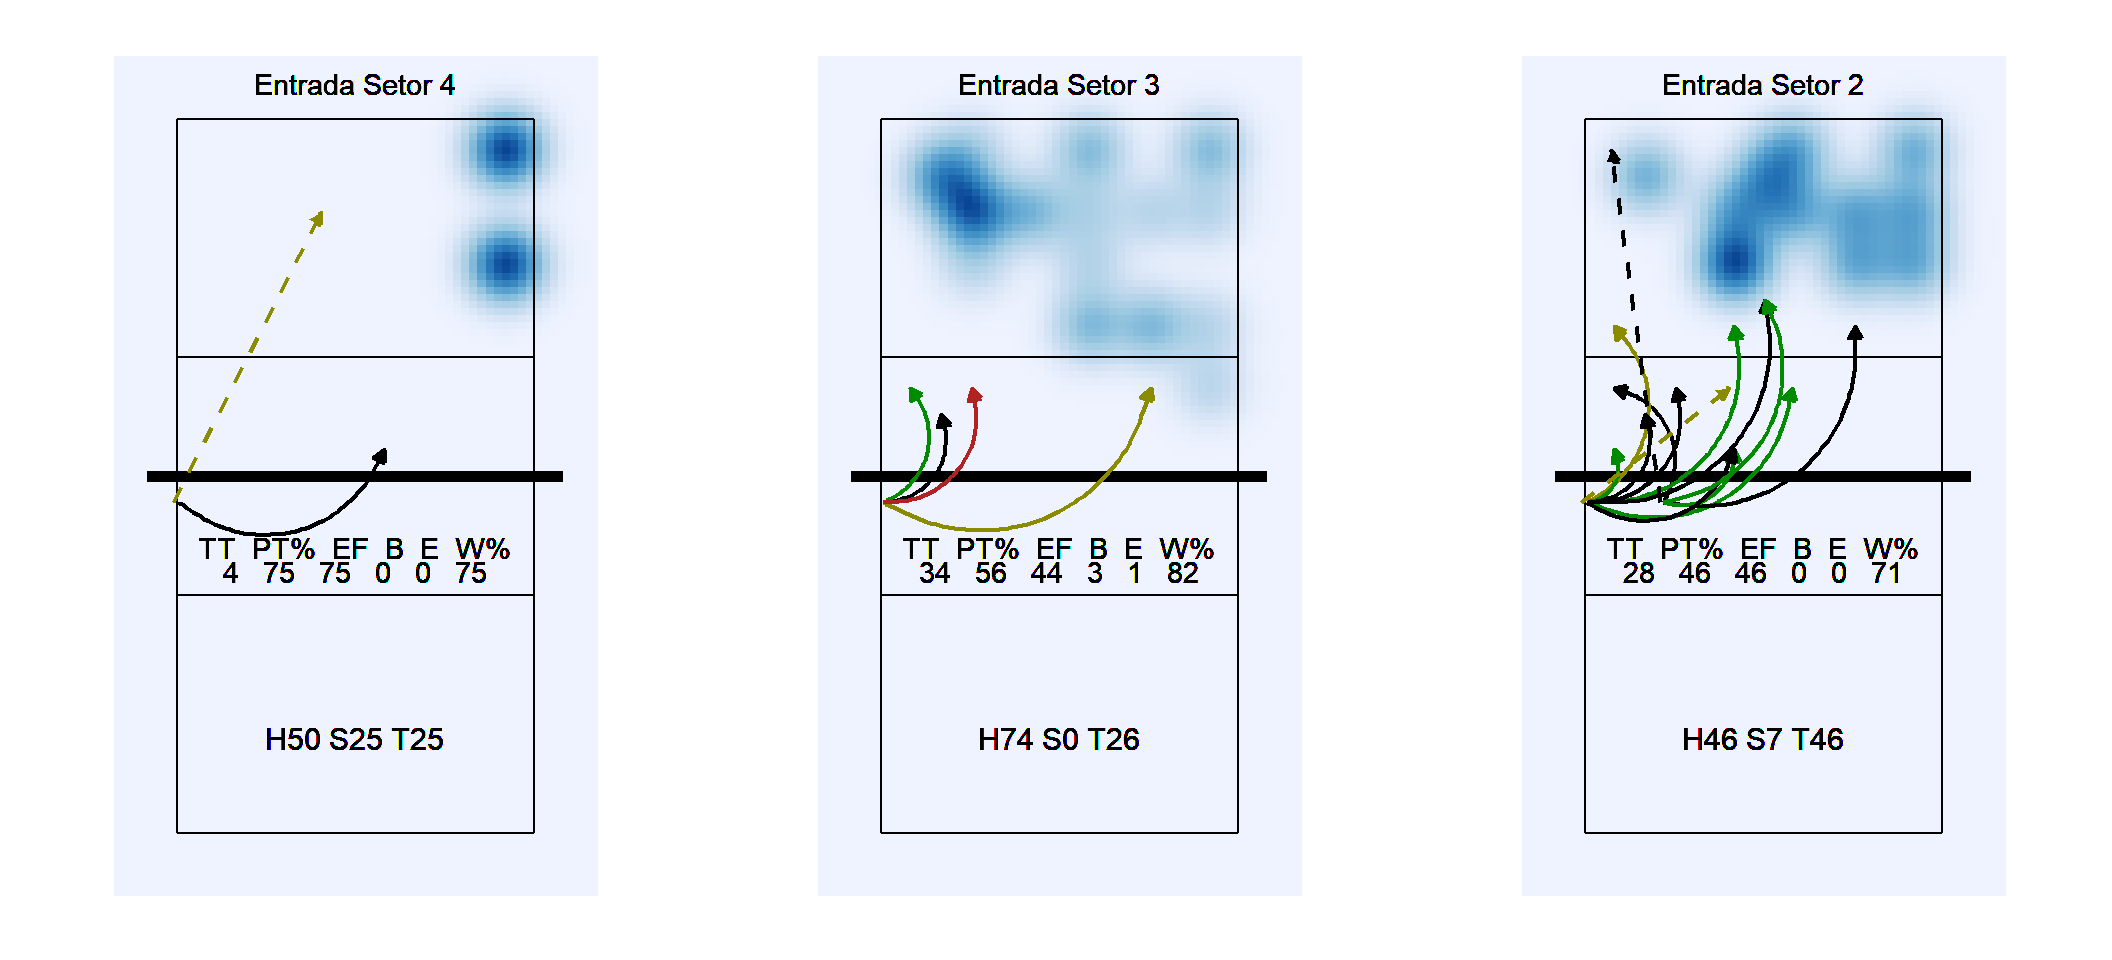 Entrada Setor 4
TT PT% EF B E W%
4 75 75 0 0 75
H50 S25 T25
Entrada Setor 3
TT PT% EF B E W%
34 56 44 3 1 82
H74 S0 T26
Entrada Setor 2
TT PT% EF B E W%
28 46 46 0 0 71
H46 S7 T46